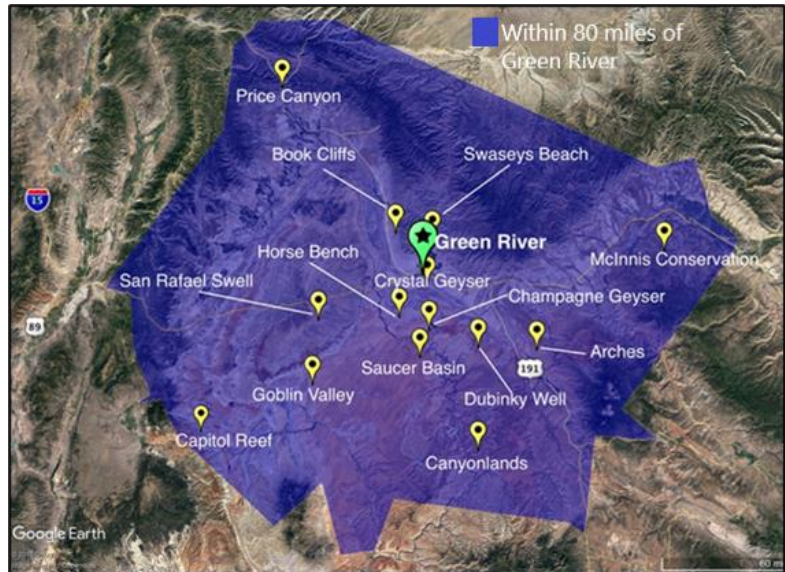 Within 80 miles of
Green River
Price Canyon
Book Cliffs
Swaseys Beach
15
Green River
Horse Bench
McInnis Conservation
San Rafael Swell
Crystal Geyser
Champagne Geyser
89
Arches
Saucer Basin
191
Goblin Valley
Dubinky Well
Capitol Reef
Canyonlands
Google Earth
60 mi